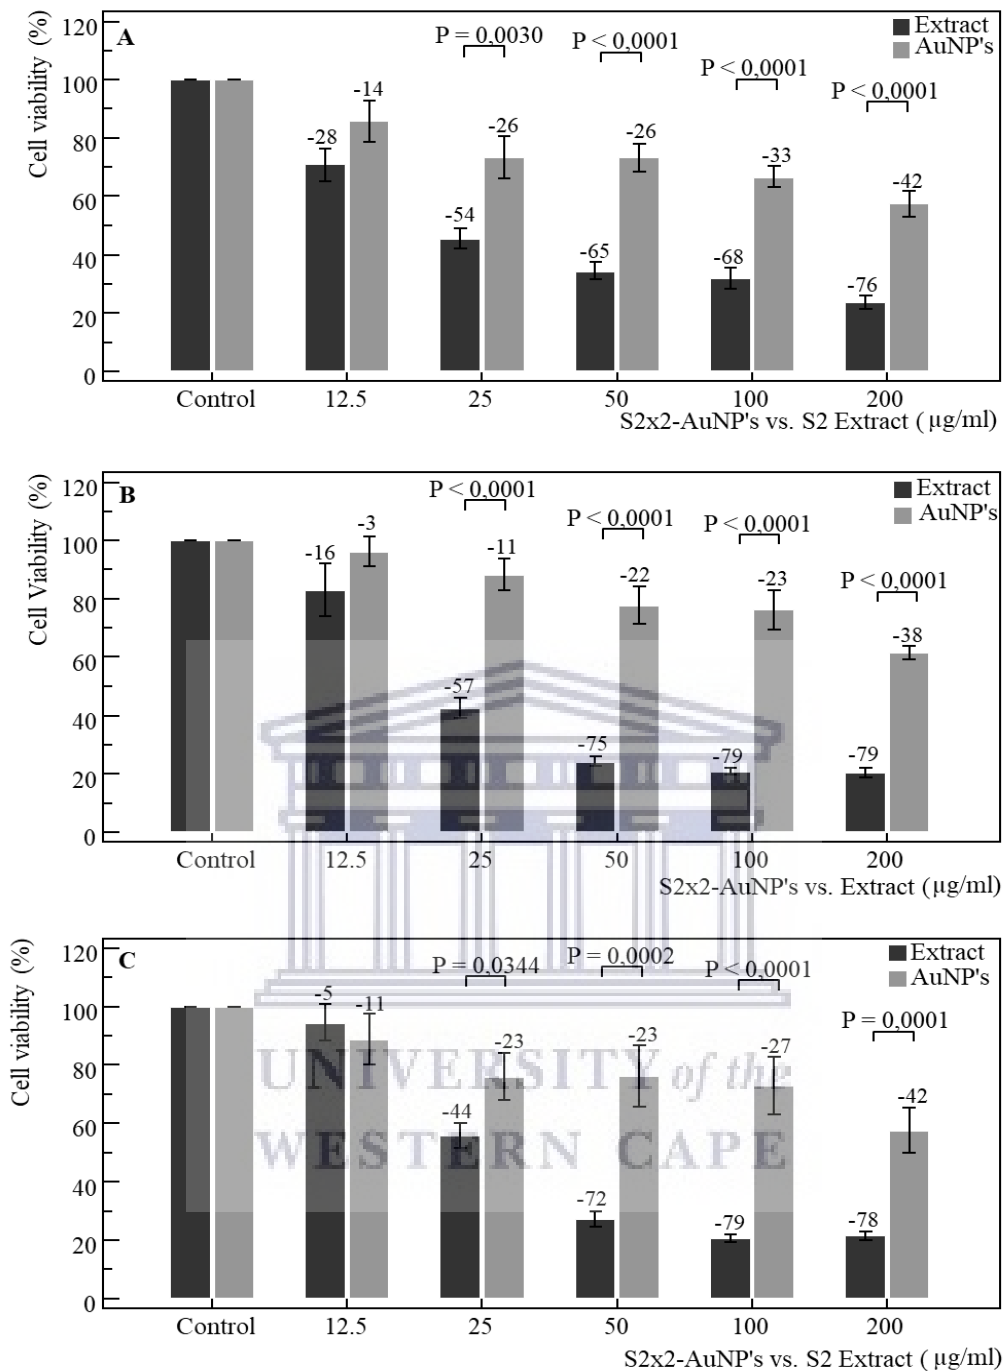 A
Extract
AuNP's
P = 0,0030
P < 0,0001
P < 0,0001
P < 0,0001
Cell viability (%)
120
100
80
60
40
20
0
-28
-14
-54
-26
-65
-26
-68
-33
-76
-42
Control
12.5
25
50
100
200
S2x2-AuNP's vs. S2 Extract (µg/ml)
B
Extract
AuNP's
P < 0,0001
P < 0,0001
P < 0,0001
P < 0,0001
Cell Viability (%)
120
100
80
60
40
20
0
-16
-3
-57
-11
-75
-22
-79
-23
-79
-38
Control
12.5
25
50
100
200
S2x2-AuNP's vs. Extract (µg/ml)
C
Extract
AuNP's
P = 0,0344
P = 0,0002
P < 0,0001
P = 0,0001
Cell viability (%)
120
100
80
60
40
20
0
-5
-11
-44
-23
-72
-23
-79
-27
-78
-42
UNIVERSITY of the
WESTERN CAPE
Control
12.5
25
50
100
200
S2x2-AuNP's vs. S2 Extract (µg/ml)